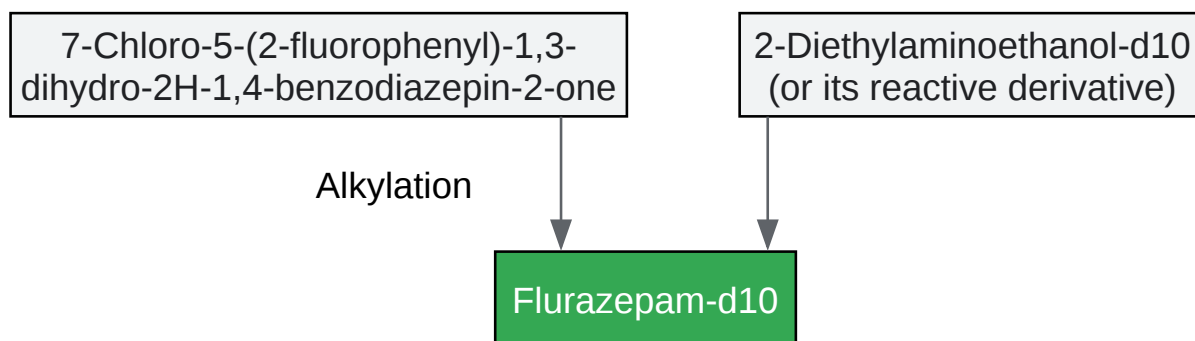 7-Chloro-5-(2-fluorophenyl)-1,3-
dihydro-2H-1,4-benzodiazepin-2-one
2-Diethylaminoethanol-d10
(or its reactive derivative)
Alkylation
Flurazepam-d10